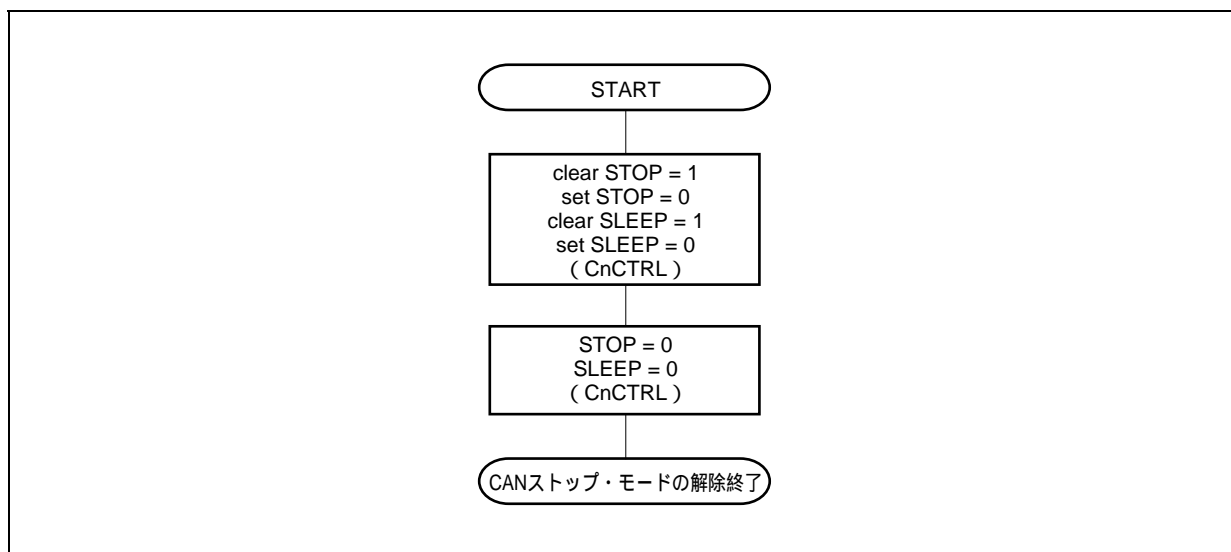 START
clear STOP = 1
set STOP = 0
clear SLEEP = 1
set SLEEP = 0
( CnCTRL )
STOP = 0
SLEEP = 0
( CnCTRL )
CANストップ・モードの解除終了